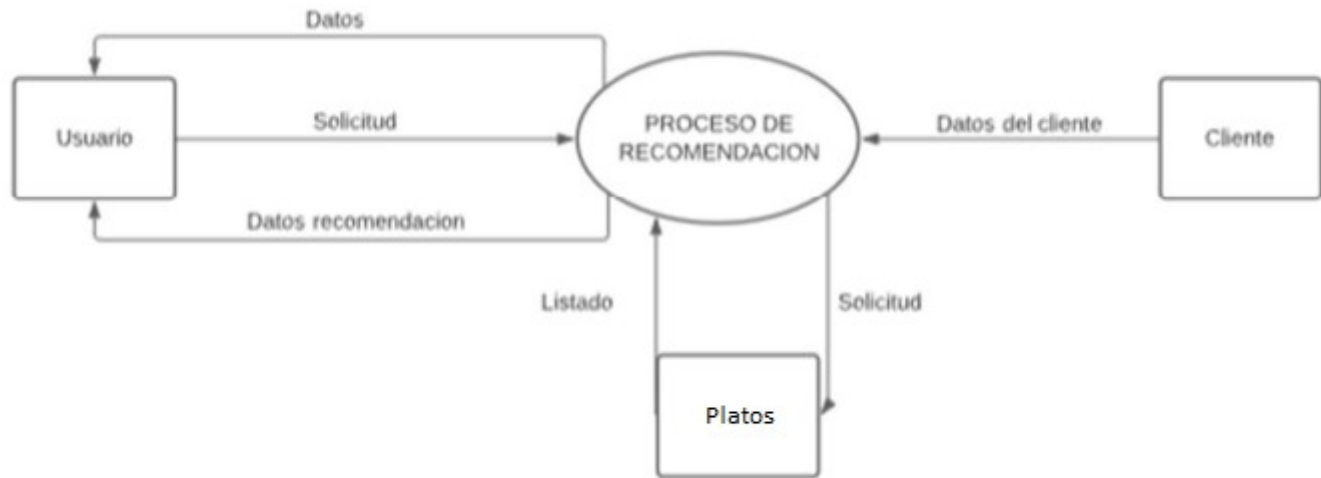 Datos
Usuario
Solicitud
PROCESO DE
RECOMENDACION
Datos del cliente
Cliente
Datos recomendacion
Listado
Solicitud
Platos